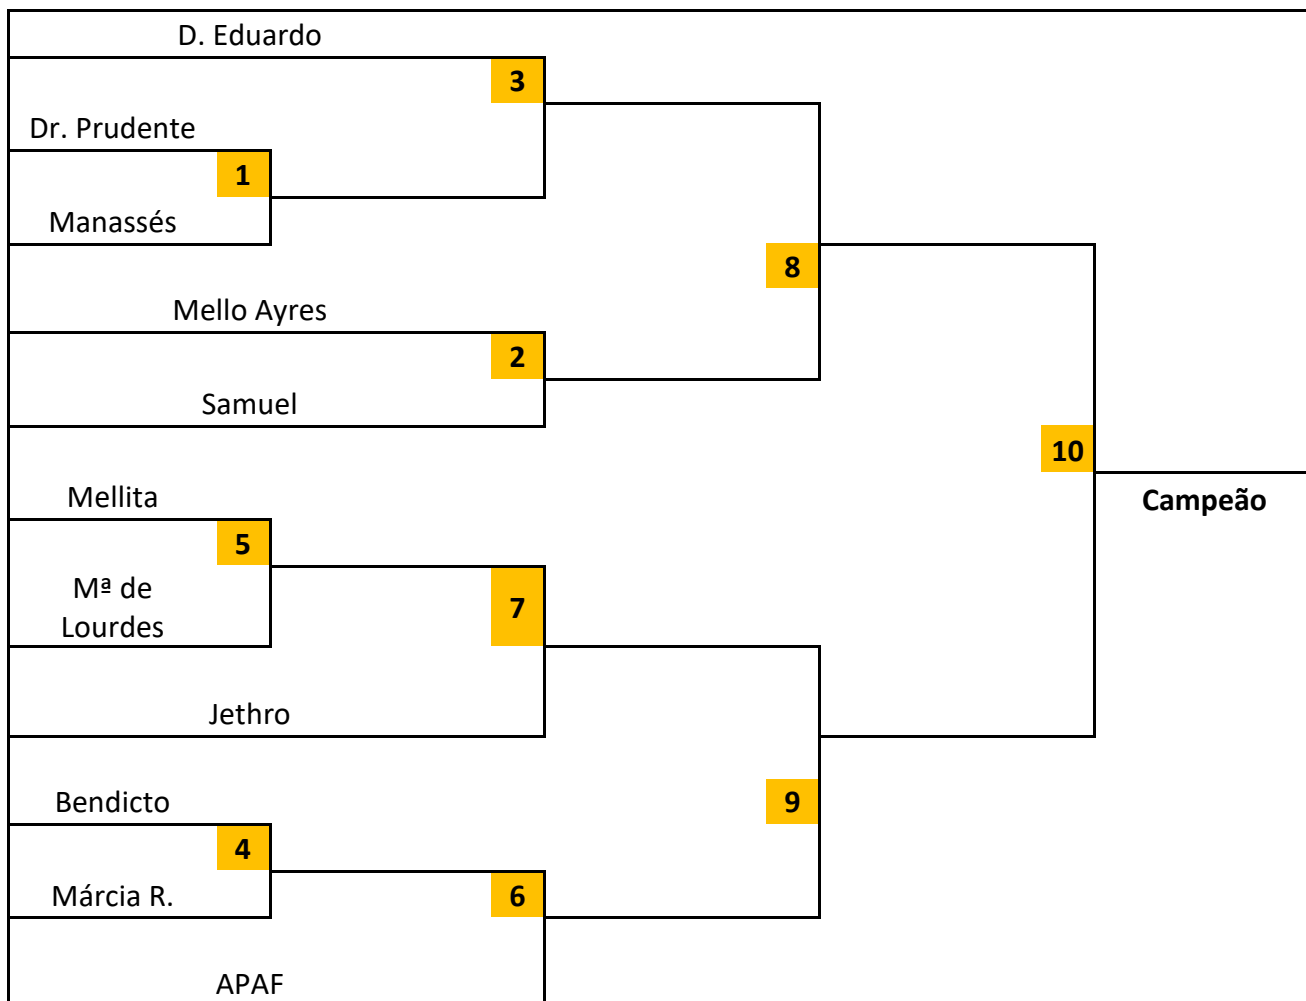 D. Eduardo
3
Dr. Prudente
1
Manassés
8
Mello Ayres
2
Samuel
10
Mellita
Campeão
5
Mª de
Lourdes
7
Jethro
Bendicto
9
4
Márcia R.
6
APAF